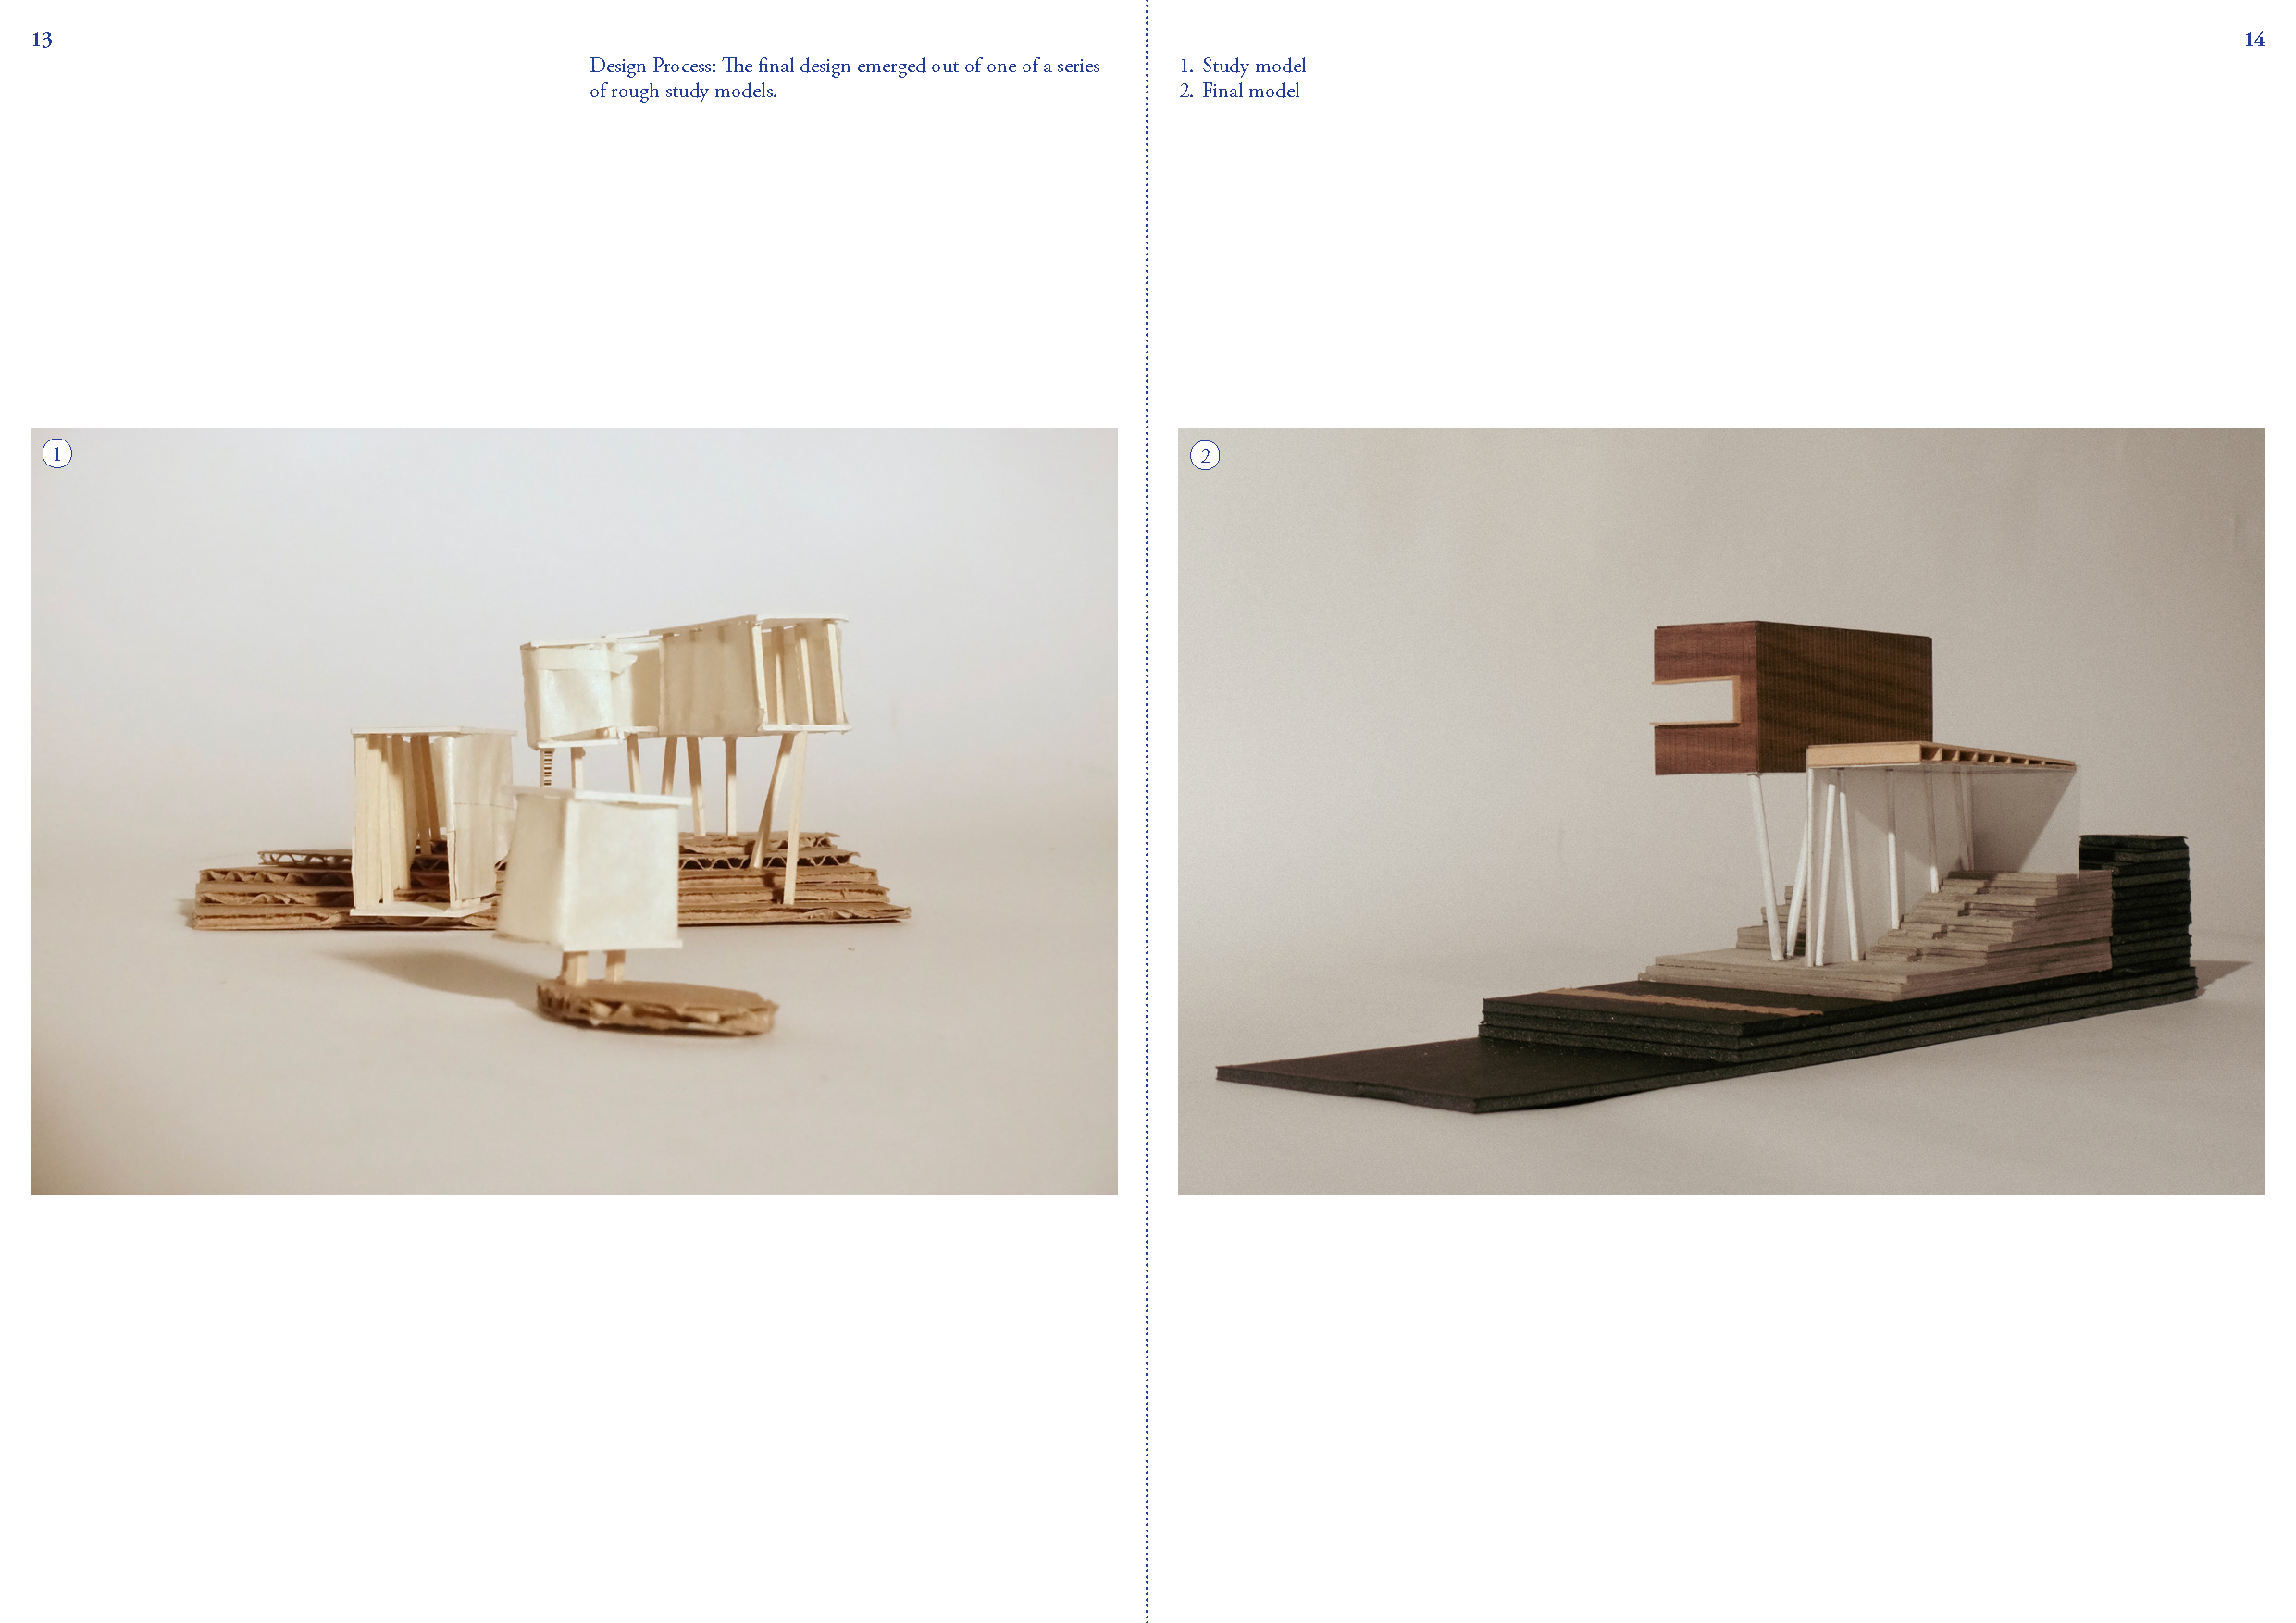 13
Design Process: The final design emerged out of one of a series
of rough study models.
1. Study model
2. Final model
14
1
2